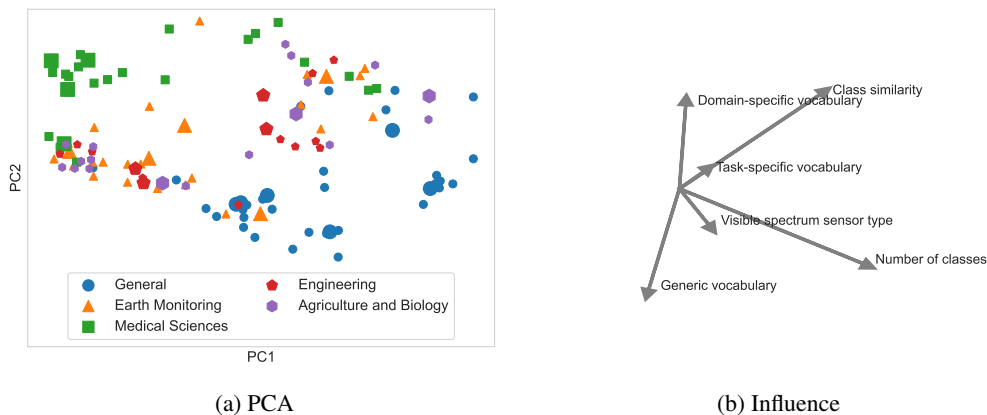 PC2
General
Earth Monitoring
Medical Sciences
Engineering
Agriculture and Biology
PC1
(a) PCA
Class similarity
Domain-specific vocabulary
Task-specific vocabulary
Visible spectrum sensor type
Number of classes
Generic vocabulary
(b) Influence